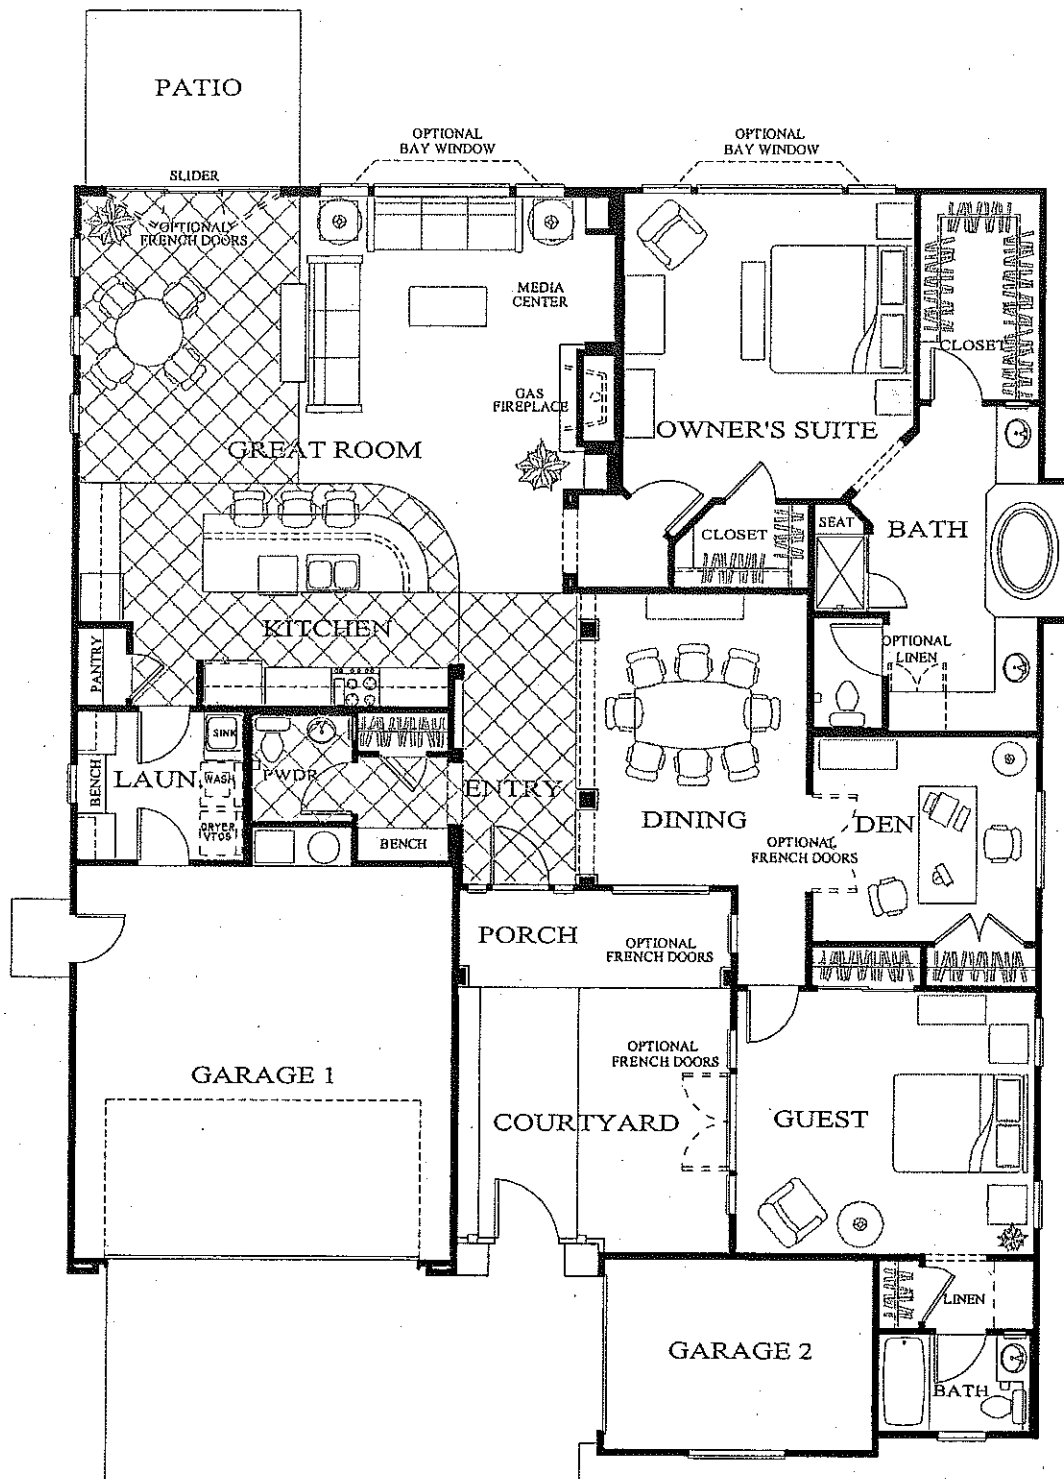 PATIO
OPTIONAL
BAY WINDOW
OPTIONAL
BAY WINDOW
SLIDER
OPTIONAL
FRENCH DOORS
MEDIA
CENTER
CLOSET
GAS
FIREPLACE
GREAT ROOM
OWNER'S SUITE
SEAT
CLOSET
BATH
KITCHEN
PANTRY
OPTIONAL
LINEN
SINK
LAUN.
BENCH
WASH
PWDR
ENTRY
DRYER
VTOS
DINING
DEN
BENCH
OPTIONAL
FRENCH DOORS
PORCH
OPTIONAL
FRENCH DOORS
GARAGE 1
OPTIONAL
FRENCH DOORS
COURTYARD
GUEST
LINEN
GARAGE 2
BATH